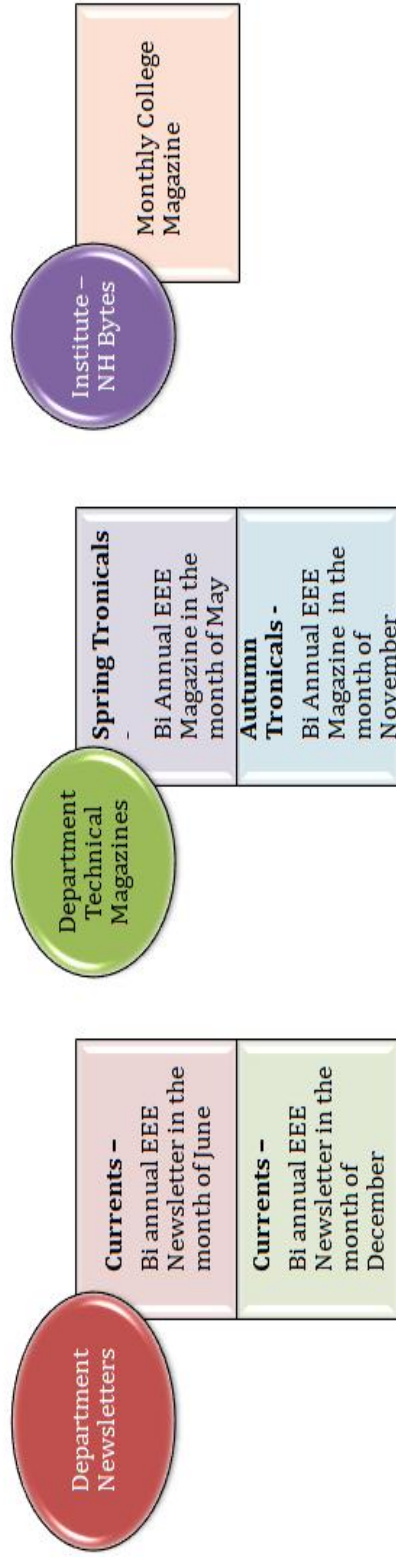 Department
Newsletters
Currents –
Bi annual EEE
Newsletter in the
month of June
Currents –
Bi annual EEE
Newsletter in the
month of
December
Department
Technical
Magazines
Spring Tronicals
-
Bi Annual EEE
Magazine in the
month of May
Autumn
Tronicals -
Bi Annual EEE
Magazine in the
month of
November
Institute –
NH Bytes
Monthly College
Magazine